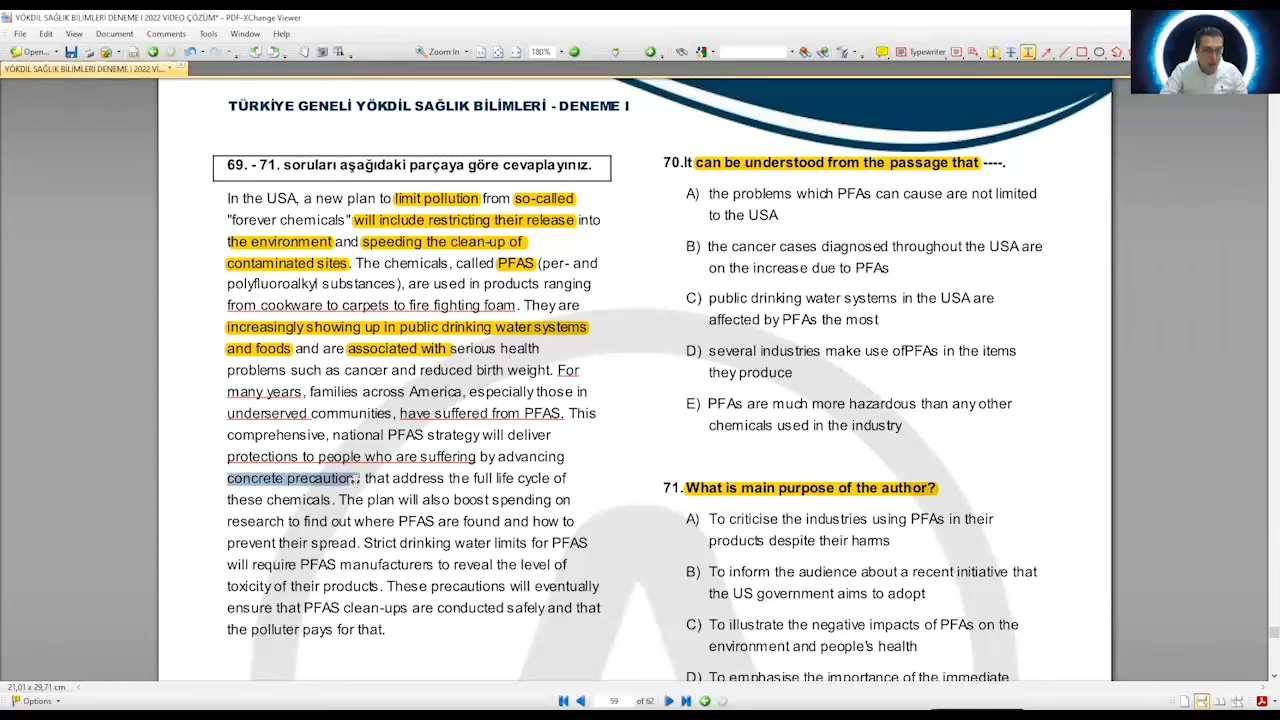 YÖKDİL SAĞLIK BİLİMLERİ DENEME I 2022 VİDEO ÇÖZÜM* - PDF-XChange Viewer
File Edit View Document Comments Tools Window Help
Open... Zoom In 180% Typewriter
YÖKDİL SAĞLIK BİLİMLERİ DENEME I 2022 Vİ... *
TÜRKİYE GENELİ YÖKDİL SAĞLIK BİLİMLERİ - DENEME I
69. - 71. soruları aşağıdaki parçaya göre cevaplayınız.
In the USA, a new plan to limit pollution from so-called
"forever chemicals" will include restricting their release into
the environment and speeding the clean-up of
contaminated sites. The chemicals, called PFAS (per- and
polyfluoroalkyl substances), are used in products ranging
from cookware to carpets to fire fighting foam. They are
increasingly showing up in public drinking water systems
and foods and are associated with serious health
problems such as cancer and reduced birth weight. For
many years, families across America, especially those in
underserved communities, have suffered from PFAS. This
comprehensive, national PFAS strategy will deliver
protections to people who are suffering by advancing
concrete precautions that address the full life cycle of
these chemicals. The plan will also boost spending on
research to find out where PFAS are found and how to
prevent their spread. Strict drinking water limits for PFAS
will require PFAS manufacturers to reveal the level of
toxicity of their products. These precautions will eventually
ensure that PFAS clean-ups are conducted safely and that
the polluter pays for that.
70.It can be understood from the passage that ----.
A) the problems which PFAs can cause are not limited
to the USA
B) the cancer cases diagnosed throughout the USA are
on the increase due to PFAs
C) public drinking water systems in the USA are
affected by PFAs the most
D) several industries make use ofPFAs in the items
they produce
E) PFAs are much more hazardous than any other
chemicals used in the industry
71.What is main purpose of the author?
A) To criticise the industries using PFAs in their
products despite their harms
B) To inform the audience about a recent initiative that
the US government aims to adopt
C) To illustrate the negative impacts of PFAs on the
environment and people's health
D) To emphasise the importance of the immediate
21,01 x 29,71 cm
Options 59 of 62